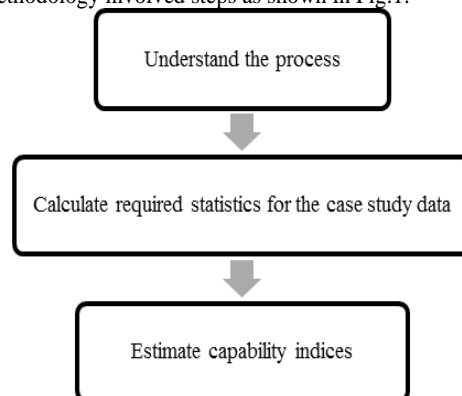 methodology involved steps as shown in Fig.1.
Understand the process
Calculate required statistics for the case study data
Estimate capability indices